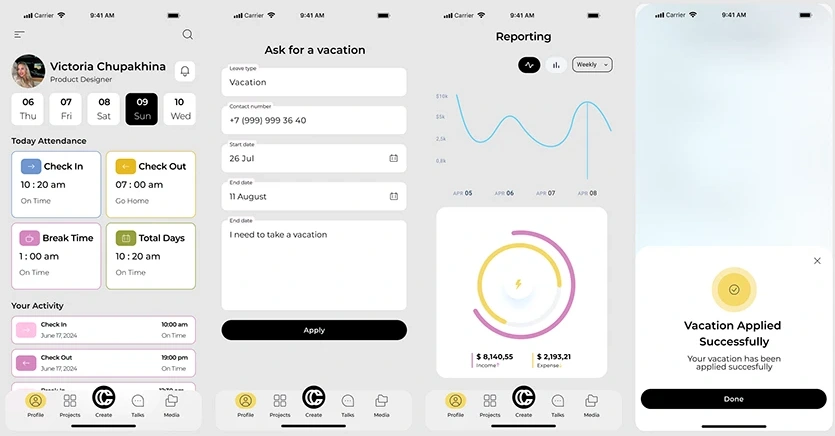 Carrier 9:41 AM
Victoria Chupakhina
Product Designer
06 07 08 09 10
Thu Fri Sat Sun Wed
Today Attendance
Check In
10 : 20 am
On Time
Check Out
07 : 00 am
Go Home
Break Time
1 : 00 am
On Time
Total Days
10 : 20 am
On Time
Your Activity
Check In 10:00 am
June 17, 2024 On Time
Check Out 19:00 pm
June 17, 2024 On Time
Profile Projects Create Talks Media
Carrier 9:41 AM
Ask for a vacation
Leave type
Vacation
Contact number
+7 (999) 999 36 40
Start date
26 Jul
End date
11 August
End date
I need to take a vacation
Apply
Profile Projects Create Talks Media
Carrier 9:41 AM
Reporting
Weekly
$10k
$5k
2,5k
0,8k
APR 05 APR 06 APR 07 APR 08
$ 8,140,55 $ 2,193,21
Income↑ Expense↓
Profile Projects Create Talks Media
Carrier 9:41 AM
Vacation Applied
Successfully
Your vacation has been
applied succesfully
Done